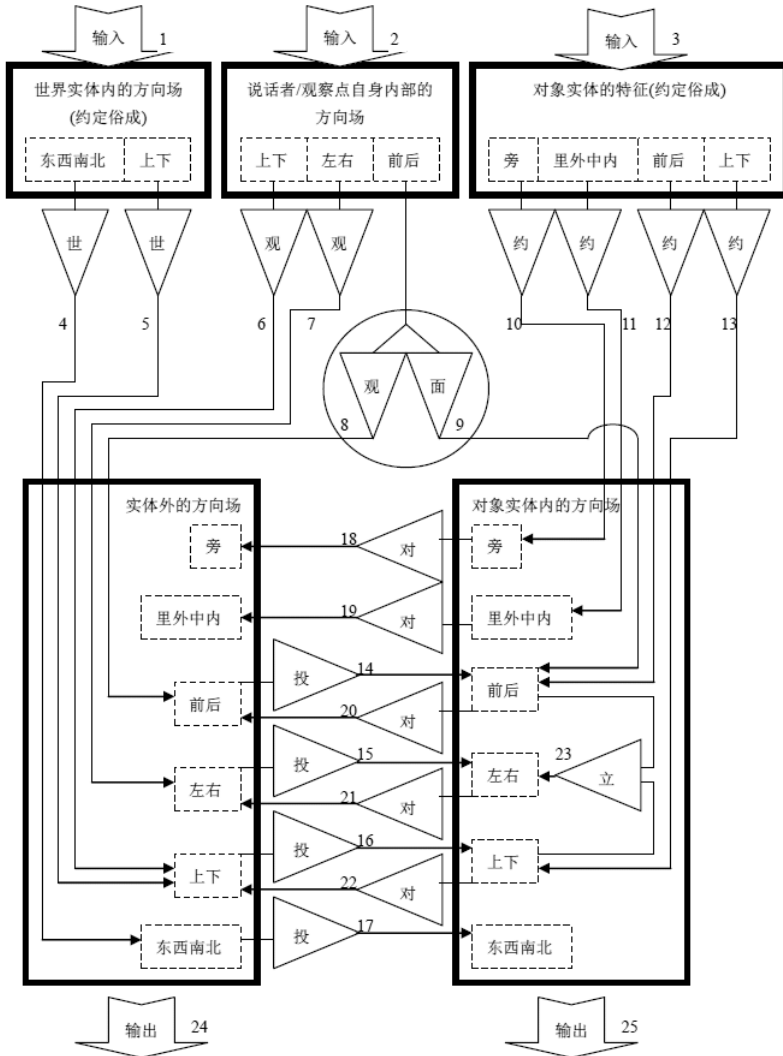 输入 1
输入 2
输入 3
世界实体内的方向场
(约定俗成)
东西南北 上下
说话者/观察点自身内部的
方向场
上下 左右 前后
对象实体的特征(约定俗成)
旁 里外中内 前后 上下
世 世 观 观 约 约 约 约
4 5 6 7 10 11 12 13
观 面
8 9
实体外的方向场
对象实体内的方向场
旁 18 对 旁
里外中内 19 对 里外中内
投 14
前后 前后
20 对
投 15 23
左右 左右 立
21 对
投 16
上下 上下
22 对
东西南北 投 17 东西南北
输出 24
输出 25